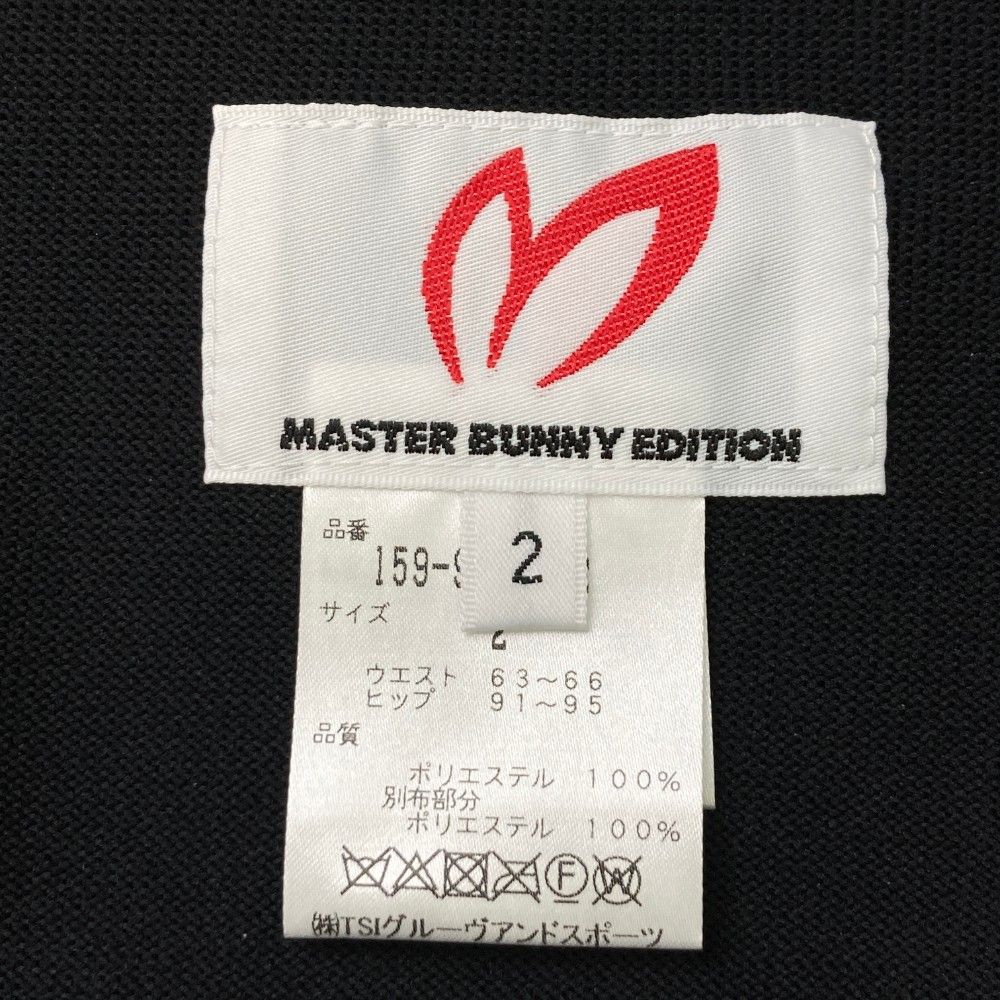 MASTER BUNNY EDITION
2
品番
159-9
サイズ
2
ウエスト 63～66
ヒップ 91～95
品質
ポリエステル 100%
別布部分
ポリエステル 100%
F W
㈱TSIグルーヴアンドスポーツ